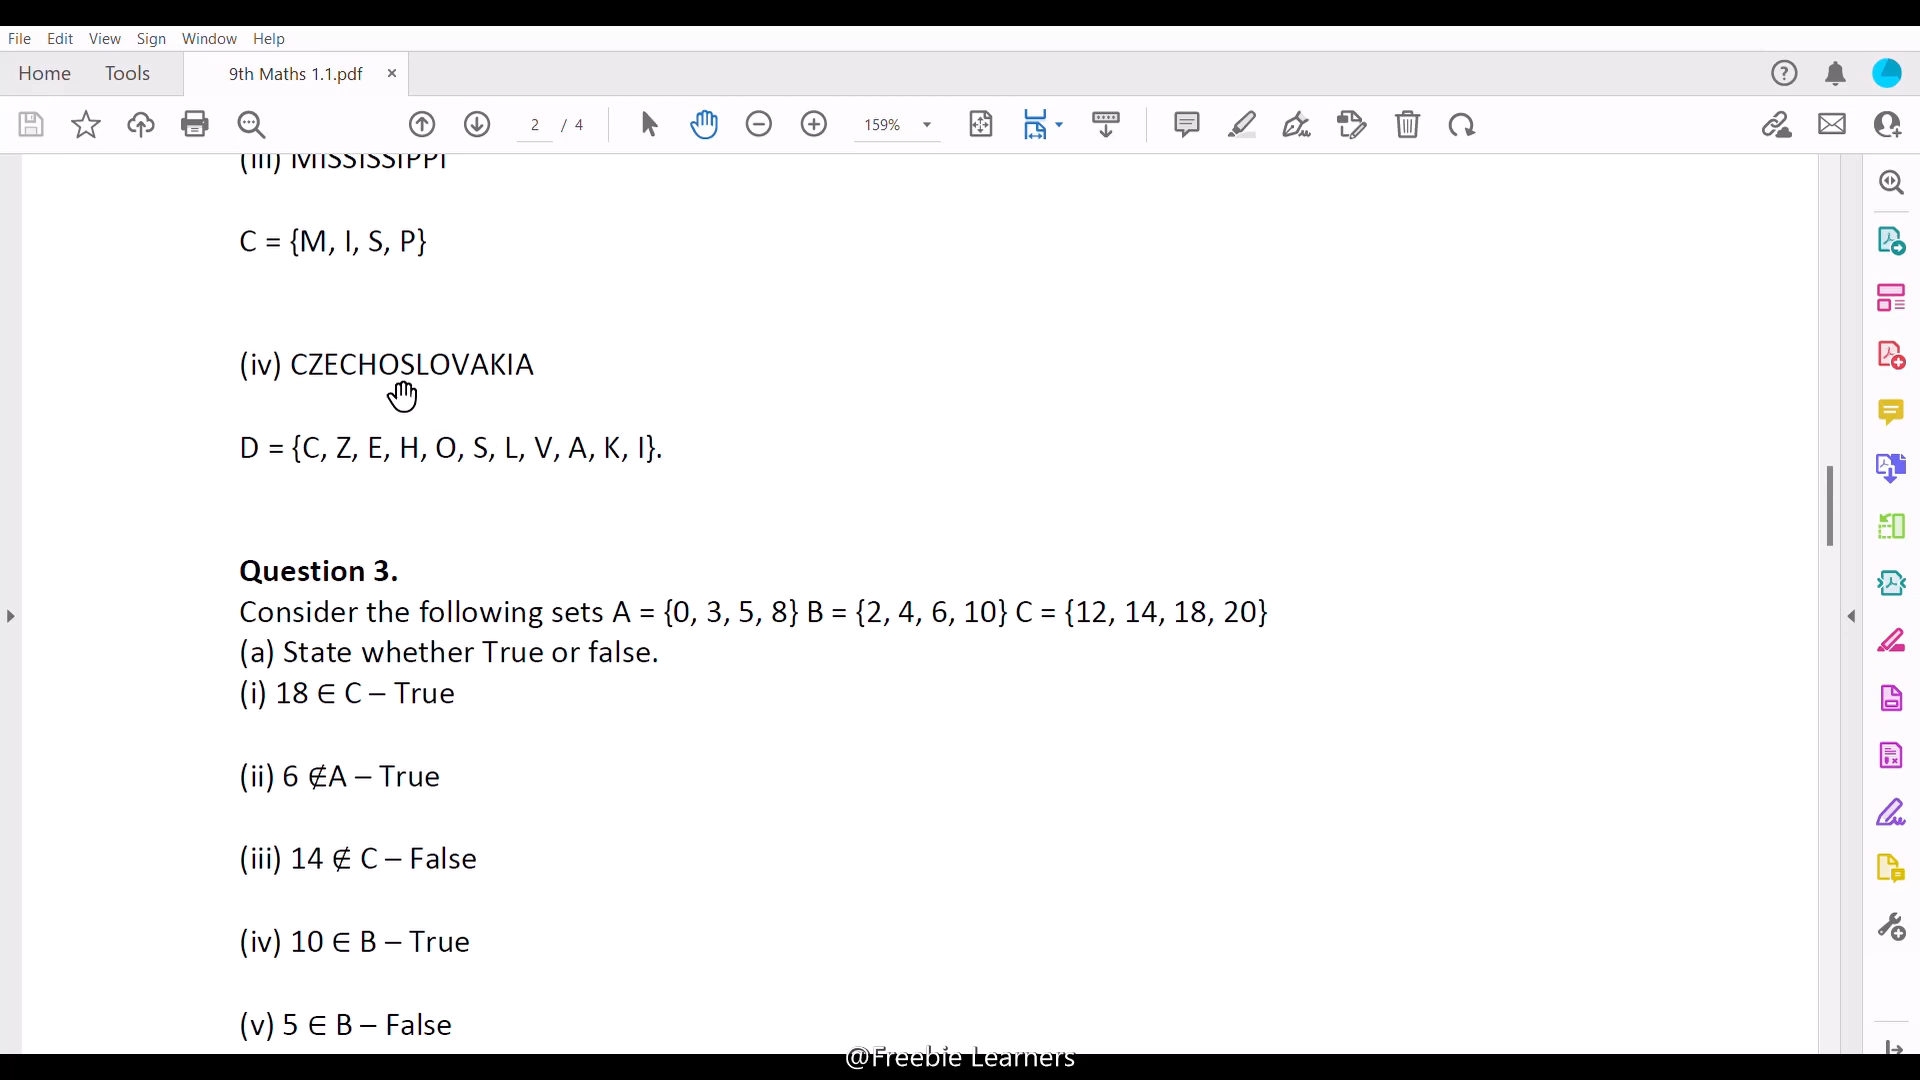 File Edit View Sign Window Help
Home Tools 9th Maths 1.1.pdf ×
2 / 4 159%
(iii) MISSISSIPPI
C = {M, I, S, P}
(iv) CZECHOSLOVAKIA
D = {C, Z, E, H, O, S, L, V, A, K, I}.
Question 3.
Consider the following sets A = {0, 3, 5, 8} B = {2, 4, 6, 10} C = {12, 14, 18, 20}
(a) State whether True or false.
(i) 18 ∈ C – True
(ii) 6 ∉A – True
(iii) 14 ∉ C – False
(iv) 10 ∈ B – True
(v) 5 ∈ B – False
@Freebie Learners